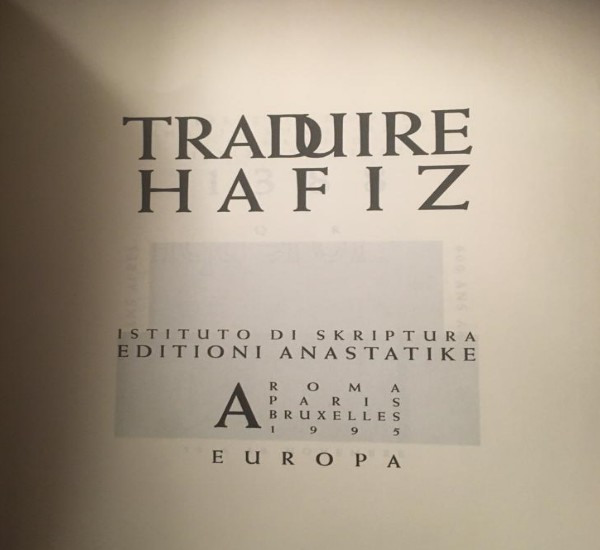 TRADUIRE
HAFIZ
ISTITUTO DI SKRIPTURA
EDITIONI ANASTATIKE
A
ROMA
PARIS
BRUXELLES
1995
EUROPA